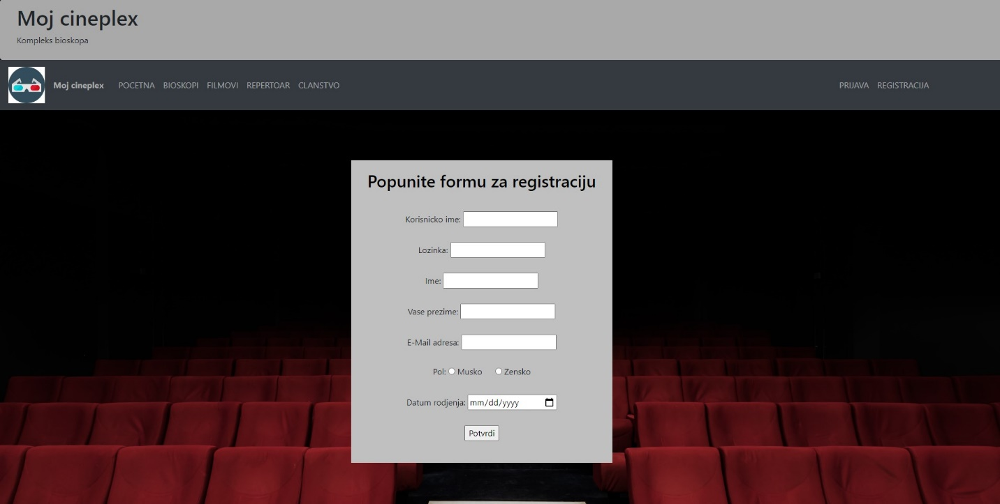 Moj cineplex
Kompleks bioskopa
Moj cineplex POCETNA BIOSKOPI FILMOVI REPERTOAR CLANSTVO PRIJAVA REGISTRACIJA
Popunite formu za registraciju
Korisnicko ime:
Lozinka:
Ime:
Vase prezime:
E-Mail adresa:
Pol: Musko Zensko
Datum rodjenja: mm/dd/yyyy
Potvrdi